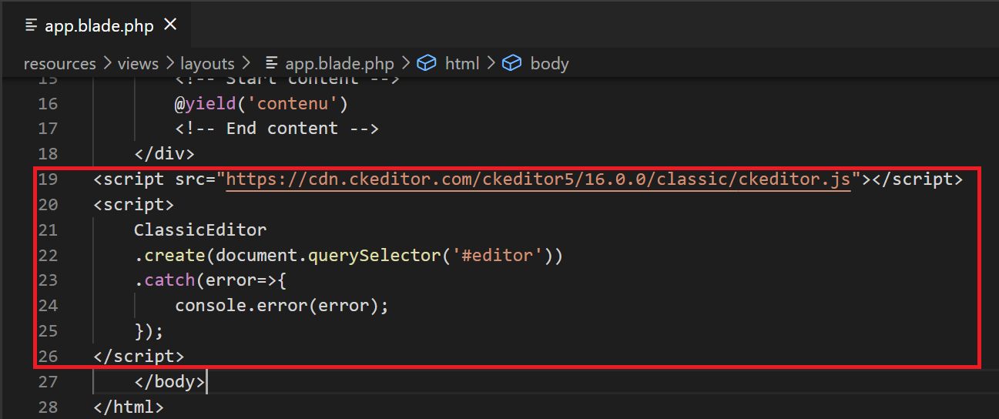 app.blade.php ×
resources > views > layouts > app.blade.php > html > body
15 <!-- Start content -->
16 @yield('contenu')
17 <!-- End content -->
18 </div>
19 <script src="https://cdn.ckeditor.com/ckeditor5/16.0.0/classic/ckeditor.js"></script>
20 <script>
21 ClassicEditor
22 .create(document.querySelector('#editor'))
23 .catch(error=>{
24 console.error(error);
25 });
26 </script>
27 </body>
28 </html>